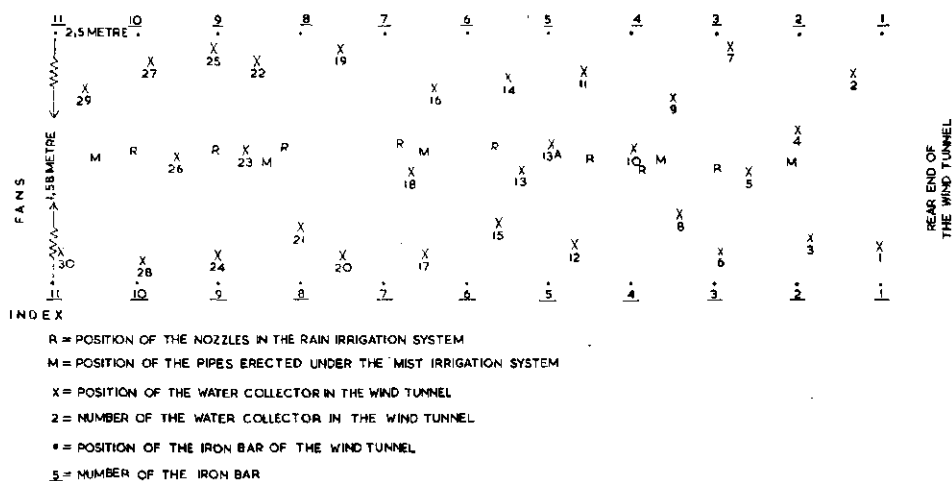 11 10 9 8 7 6 5 4 3 2 1
2,5 METRE
25 19 7
27 22 11 2
29 16 14 9
4
R R R R R X 13A R 10
M 26 23 M M R M R R 5 M
18 13
1,58 METRE
FANS
REAR END OF
THE WIND TUNNEL
21 15 8
30 28 24 20 17 12 6 3 1
11 10 9 8 7 6 5 4 3 2 1
INDEX
R = POSITION OF THE NOZZLES IN THE RAIN IRRIGATION SYSTEM
M = POSITION OF THE PIPES ERECTED UNDER THE MIST IRRIGATION SYSTEM
X = POSITION OF THE WATER COLLECTOR IN THE WIND TUNNEL
2 = NUMBER OF THE WATER COLLECTOR IN THE WIND TUNNEL
• = POSITION OF THE IRON BAR OF THE WIND TUNNEL
5 = NUMBER OF THE IRON BAR